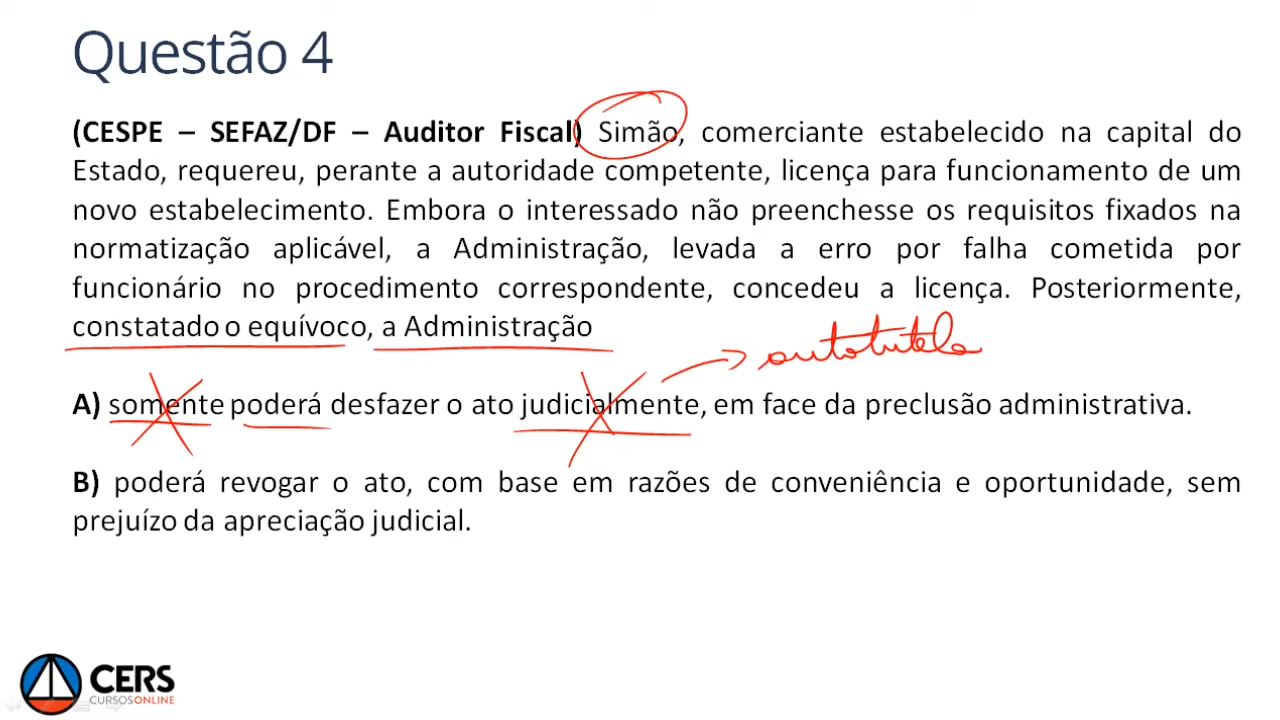 Questão 4
(CESPE – SEFAZ/DF – Auditor Fiscal) Simão, comerciante estabelecido na capital do
Estado, requereu, perante a autoridade competente, licença para funcionamento de um
novo estabelecimento. Embora o interessado não preenchesse os requisitos fixados na
normatização aplicável, a Administração, levada a erro por falha cometida por
funcionário no procedimento correspondente, concedeu a licença. Posteriormente,
constatado o equívoco, a Administração
autotutela
A) somente poderá desfazer o ato judicialmente, em face da preclusão administrativa.
B) poderá revogar o ato, com base em razões de conveniência e oportunidade, sem
prejuízo da apreciação judicial.
CERS
CURSOS ONLINE